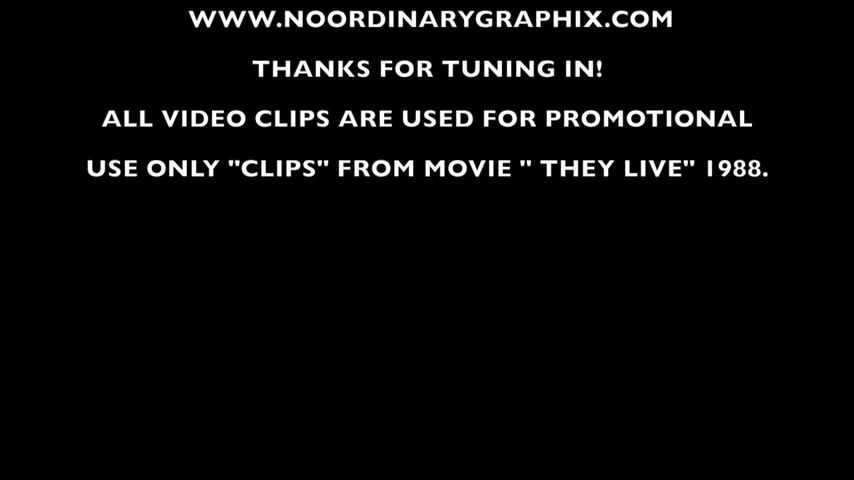 WWW.NOORDINARYGRAPHIX.COM
THANKS FOR TUNING IN!
ALL VIDEO CLIPS ARE USED FOR PROMOTIONAL
USE ONLY "CLIPS" FROM MOVIE " THEY LIVE" 1988.